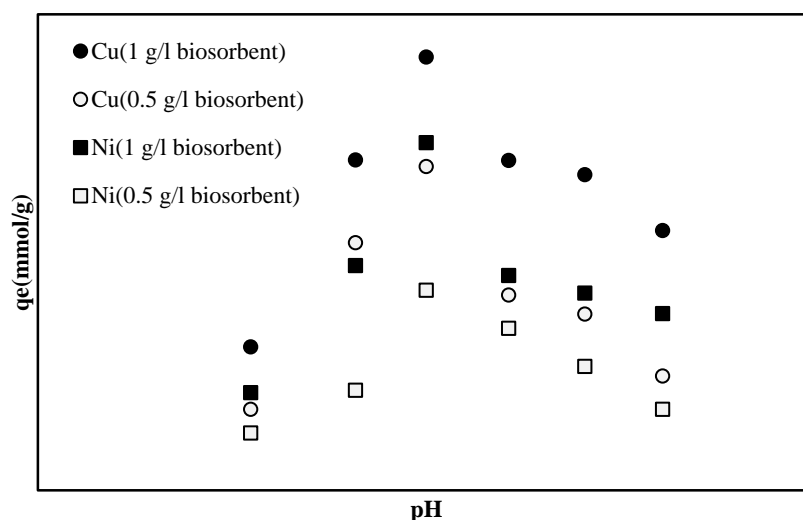 Cu(1 g/l biosorbent)
Cu(0.5 g/l biosorbent)
Ni(1 g/l biosorbent)
Ni(0.5 g/l biosorbent)
qe(mmol/g)
pH